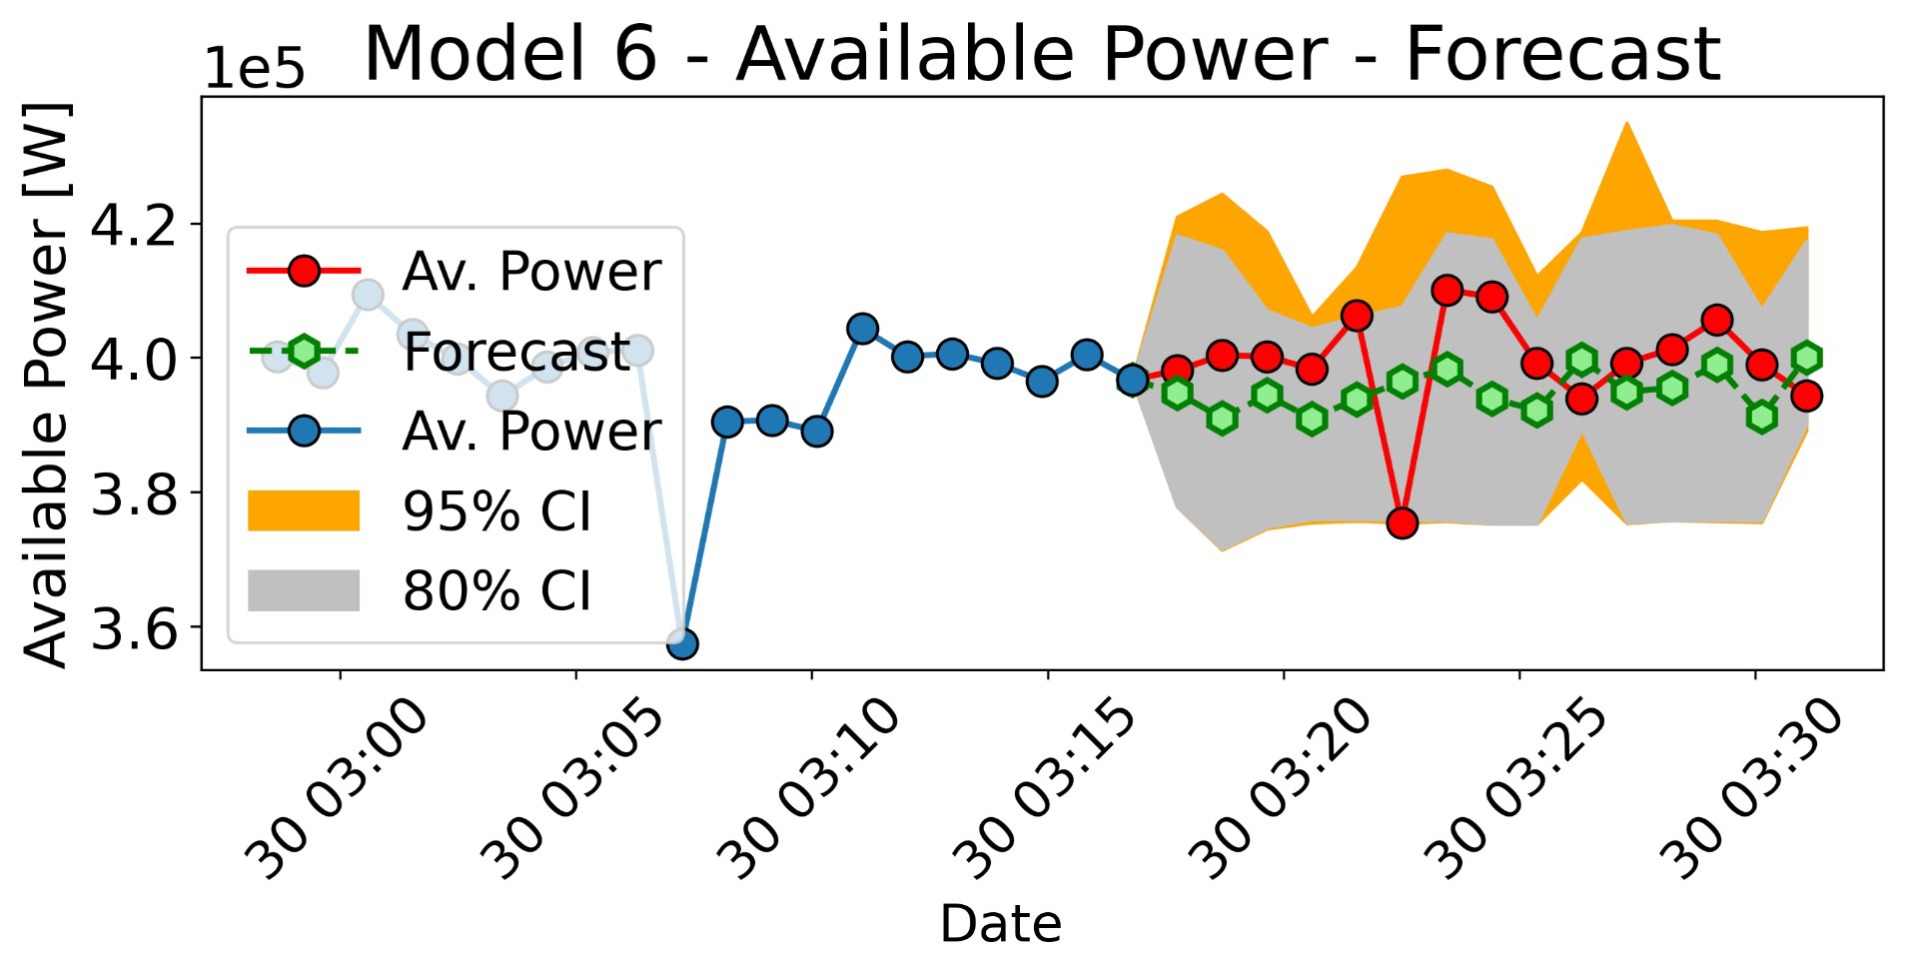 Model 6 - Available Power - Forecast
1e5
Available Power [W]
4.2
4.0
3.8
3.6
Av. Power
Forecast
Av. Power
95% CI
80% CI
30 03:00
30 03:05
30 03:10
30 03:15
30 03:20
30 03:25
30 03:30
Date